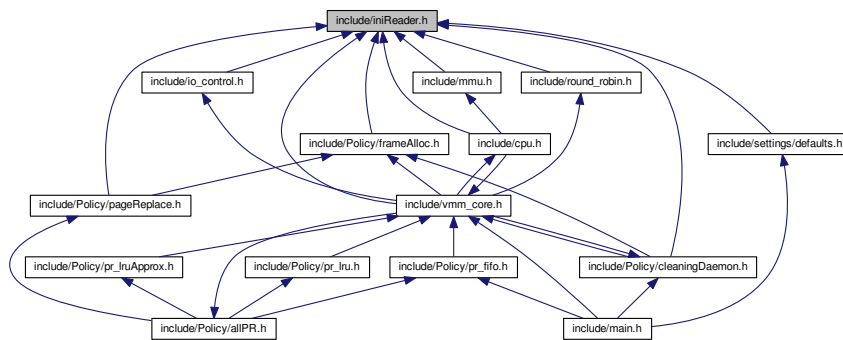 include/iniReader.h
include/io_control.h
include/mmu.h
include/round_robin.h
include/Policy/frameAlloc.h
include/cpu.h
include/settings/defaults.h
include/Policy/pageReplace.h
include/vmm_core.h
include/Policy/pr_lruApprox.h
include/Policy/pr_lru.h
include/Policy/pr_fifo.h
include/Policy/cleaningDaemon.h
include/Policy/allPR.h
include/main.h